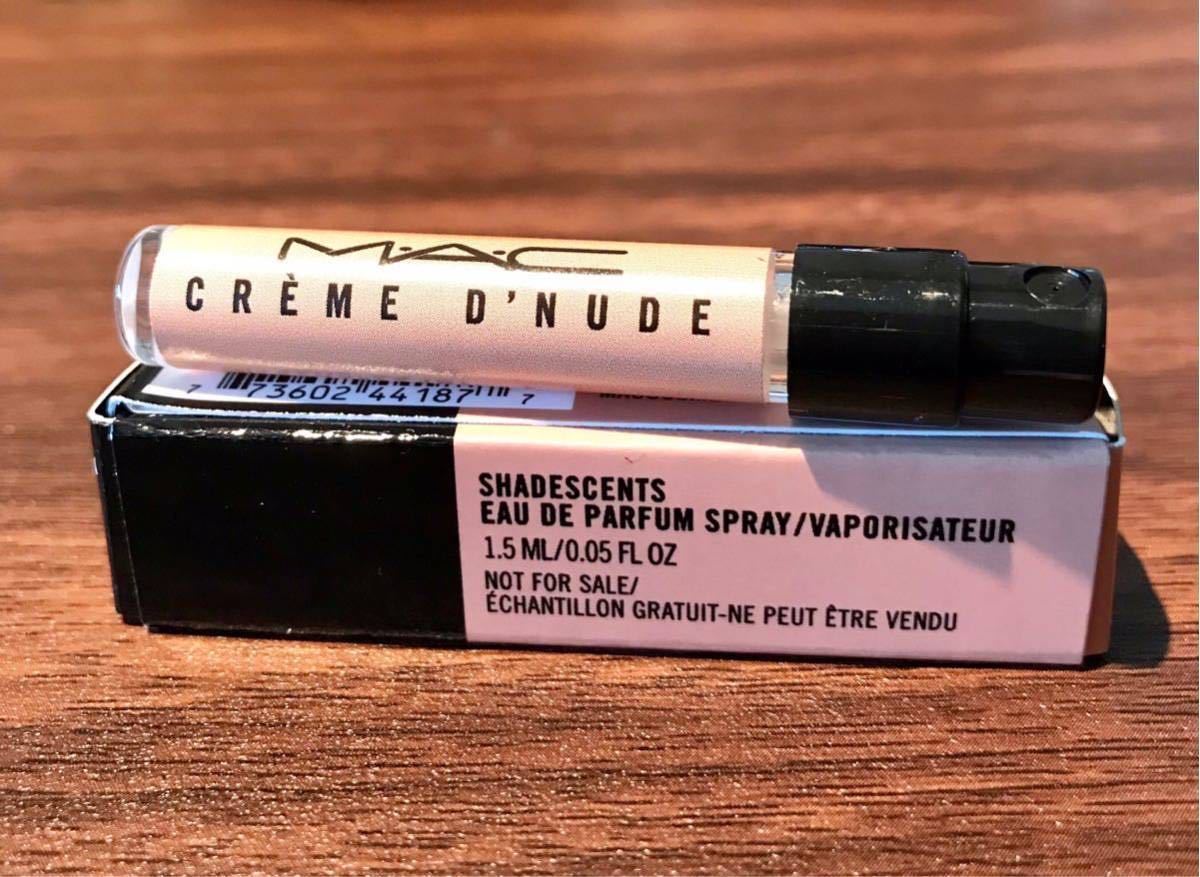 M·A·C
CRÈME D'NUDE
7 73602 44187 7
SHADESCENTS
EAU DE PARFUM SPRAY/VAPORISATEUR
1.5 ML/0.05 FL OZ
NOT FOR SALE/
ÉCHANTILLON GRATUIT-NE PEUT ÊTRE VENDU